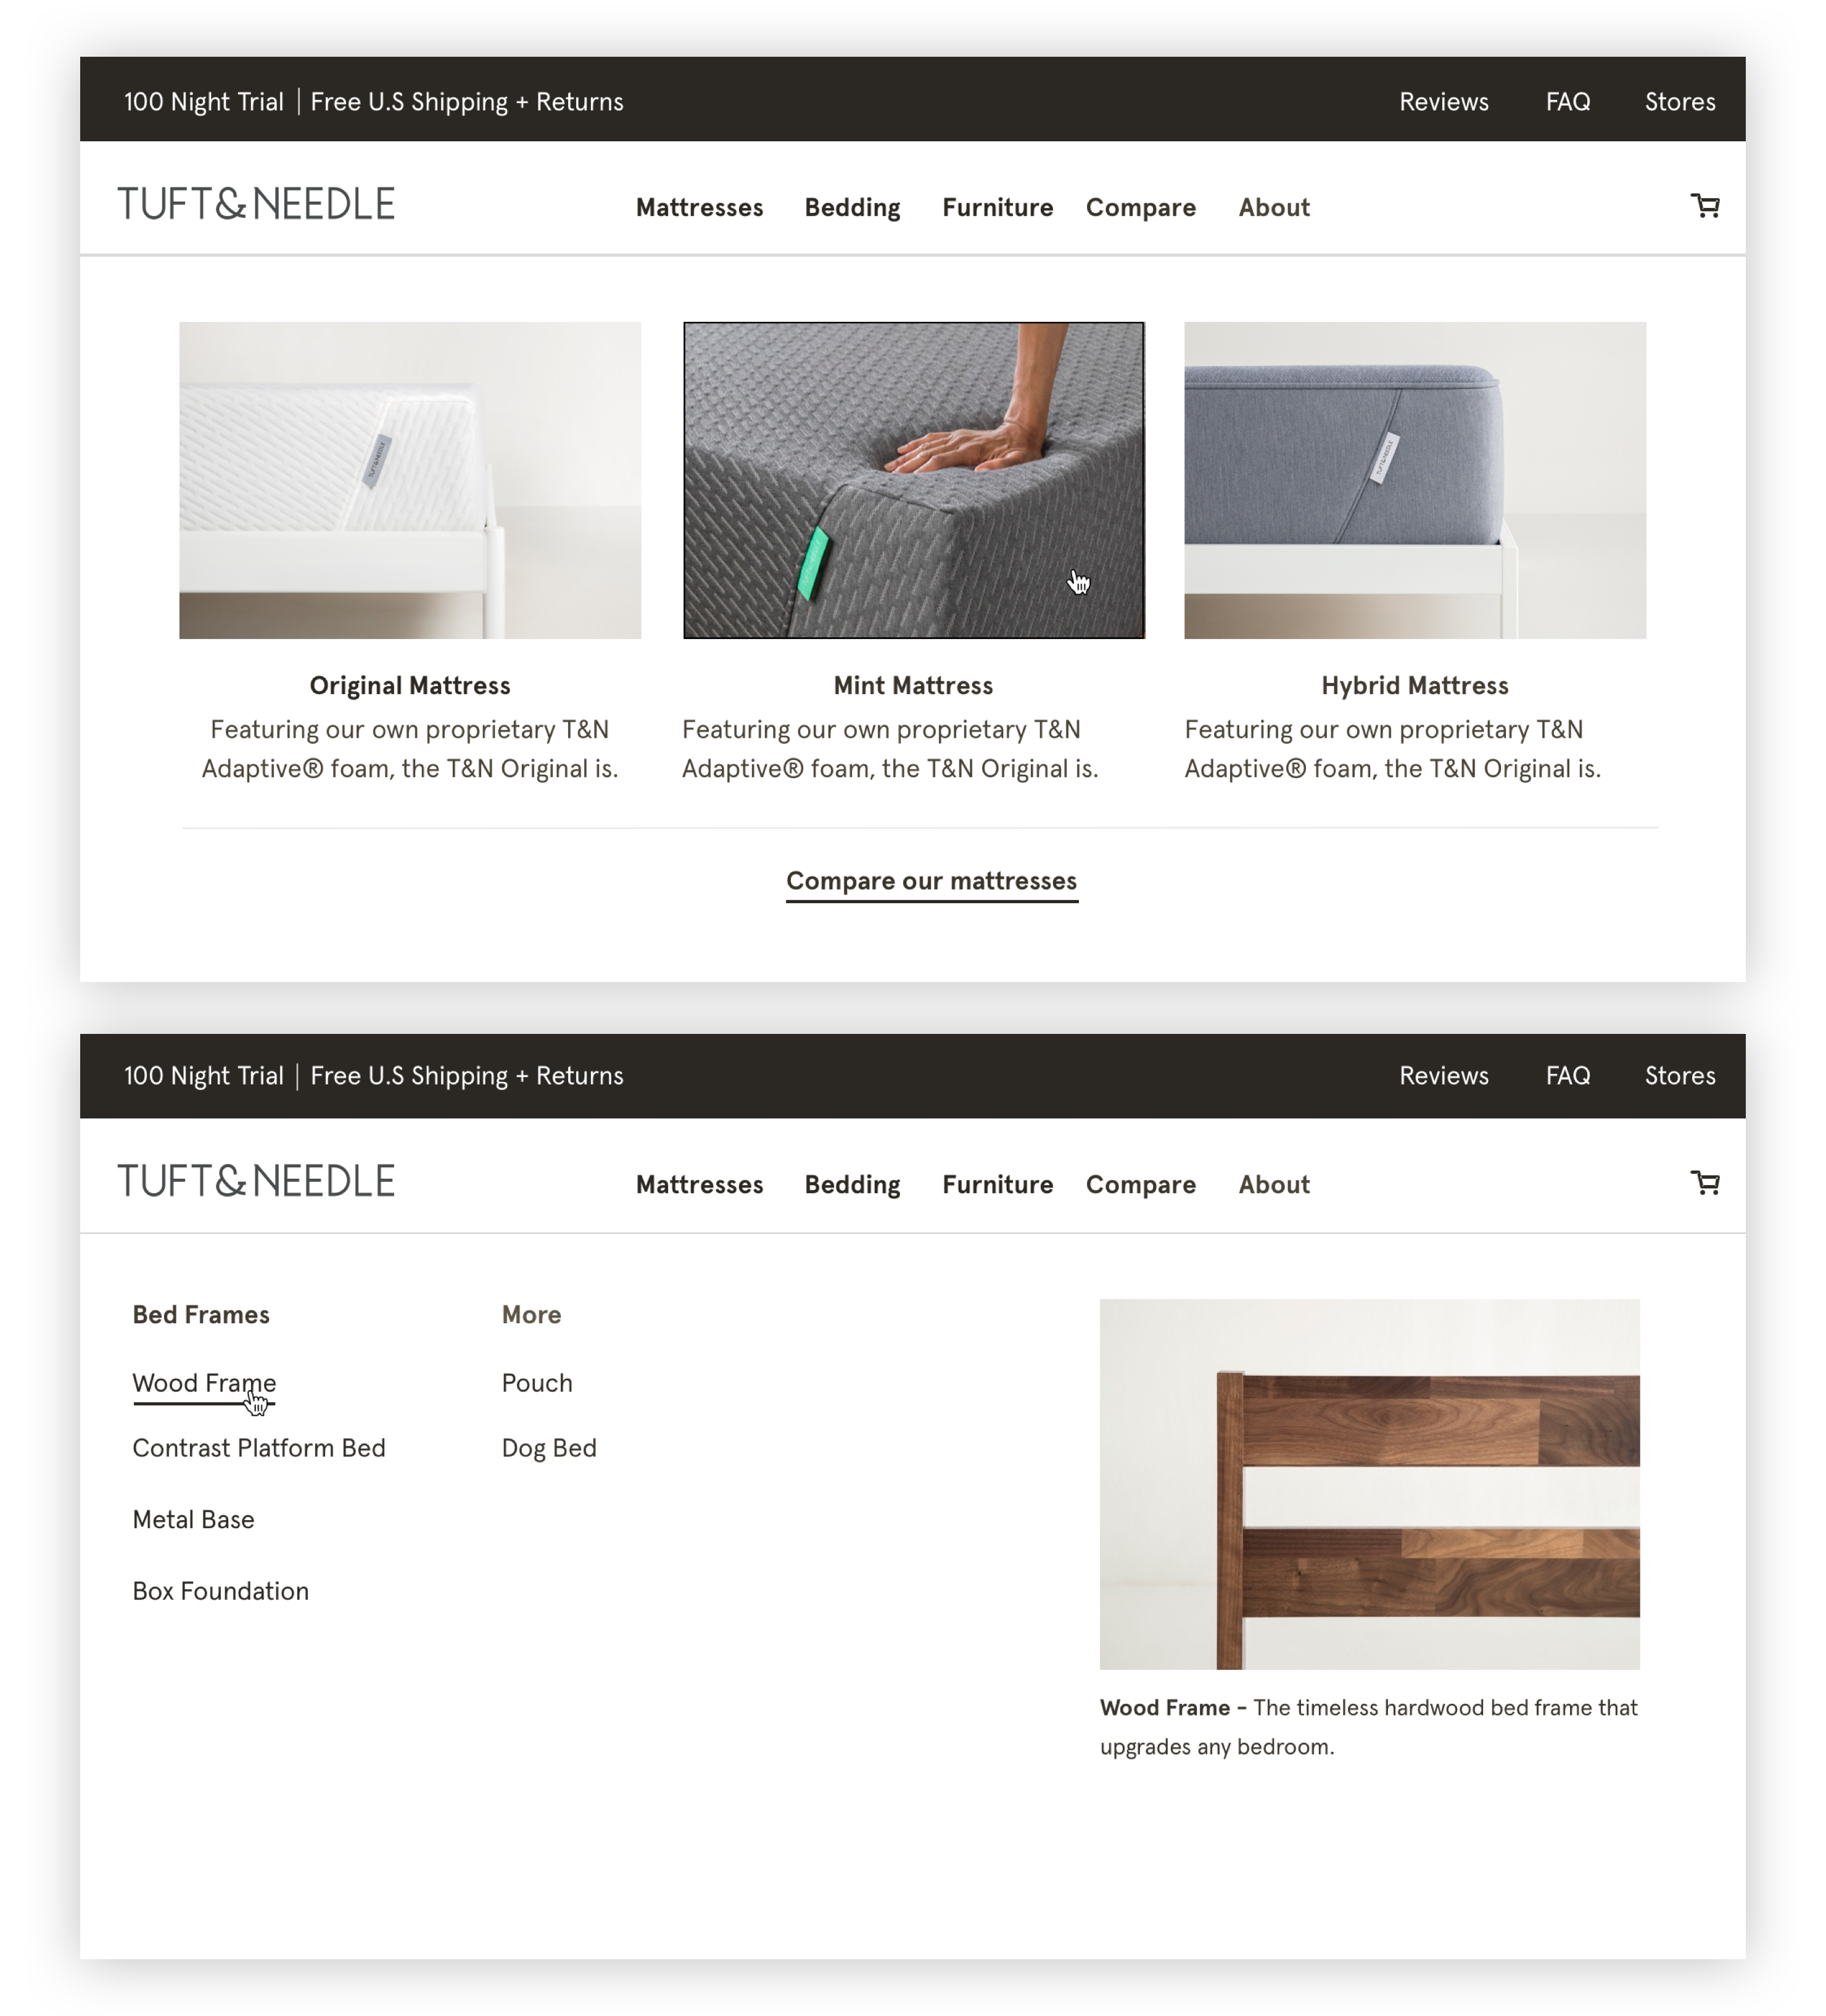 100 Night Trial | Free U.S Shipping + Returns
Reviews FAQ Stores
TUFT&NEEDLE
Mattresses Bedding Furniture Compare About
TUFT&NEEDLE
TUFT&NEEDLE
Original Mattress
Featuring our own proprietary T&N
Adaptive® foam, the T&N Original is.
Mint Mattress
Featuring our own proprietary T&N
Adaptive® foam, the T&N Original is.
Hybrid Mattress
Featuring our own proprietary T&N
Adaptive® foam, the T&N Original is.
Compare our mattresses
100 Night Trial | Free U.S Shipping + Returns
Reviews FAQ Stores
TUFT&NEEDLE
Mattresses Bedding Furniture Compare About
Bed Frames
Wood Frame
Contrast Platform Bed
Metal Base
Box Foundation
More
Pouch
Dog Bed
Wood Frame - The timeless hardwood bed frame that
upgrades any bedroom.